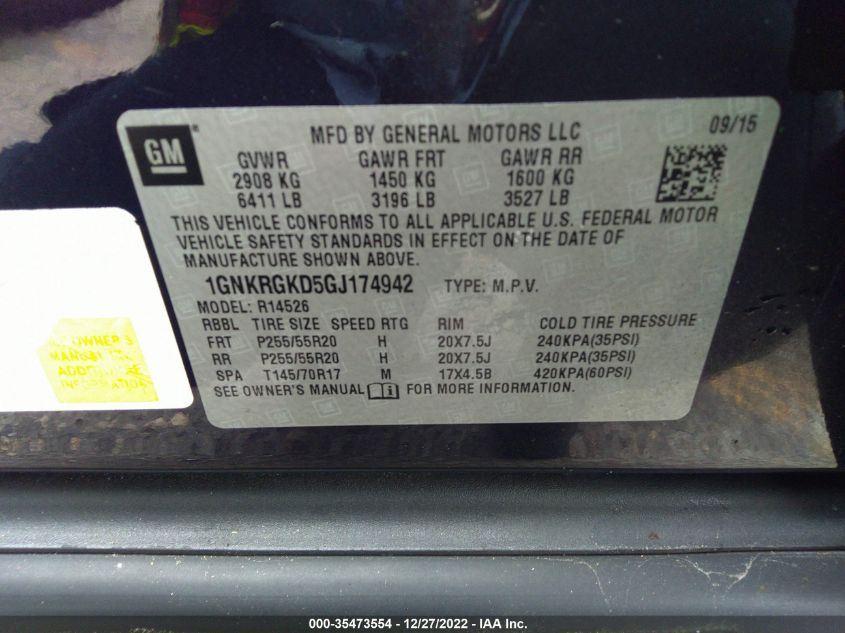 GM ®
MFD BY GENERAL MOTORS LLC 09/15
GVWR GAWR FRT GAWR RR
2908 KG 1450 KG 1600 KG
6411 LB 3196 LB 3527 LB
THIS VEHICLE CONFORMS TO ALL APPLICABLE U.S. FEDERAL MOTOR
VEHICLE SAFETY STANDARDS IN EFFECT ON THE DATE OF
MANUFACTURE SHOWN ABOVE.
1GNKRGKD5GJ174942 TYPE: M.P.V.
MODEL: R14526
RBBL TIRE SIZE SPEED RTG RIM COLD TIRE PRESSURE
FRT P255/55R20 H 20X7.5J 240KPA(35PSI)
RR P255/55R20 H 20X7.5J 240KPA(35PSI)
SPA T145/70R17 M 17X4.5B 420KPA(60PSI)
SEE OWNER'S MANUAL FOR MORE INFORMATION.
OWNER'S
MANUAL
INFORMATION
000-35473554 - 12/27/2022 - IAA Inc.